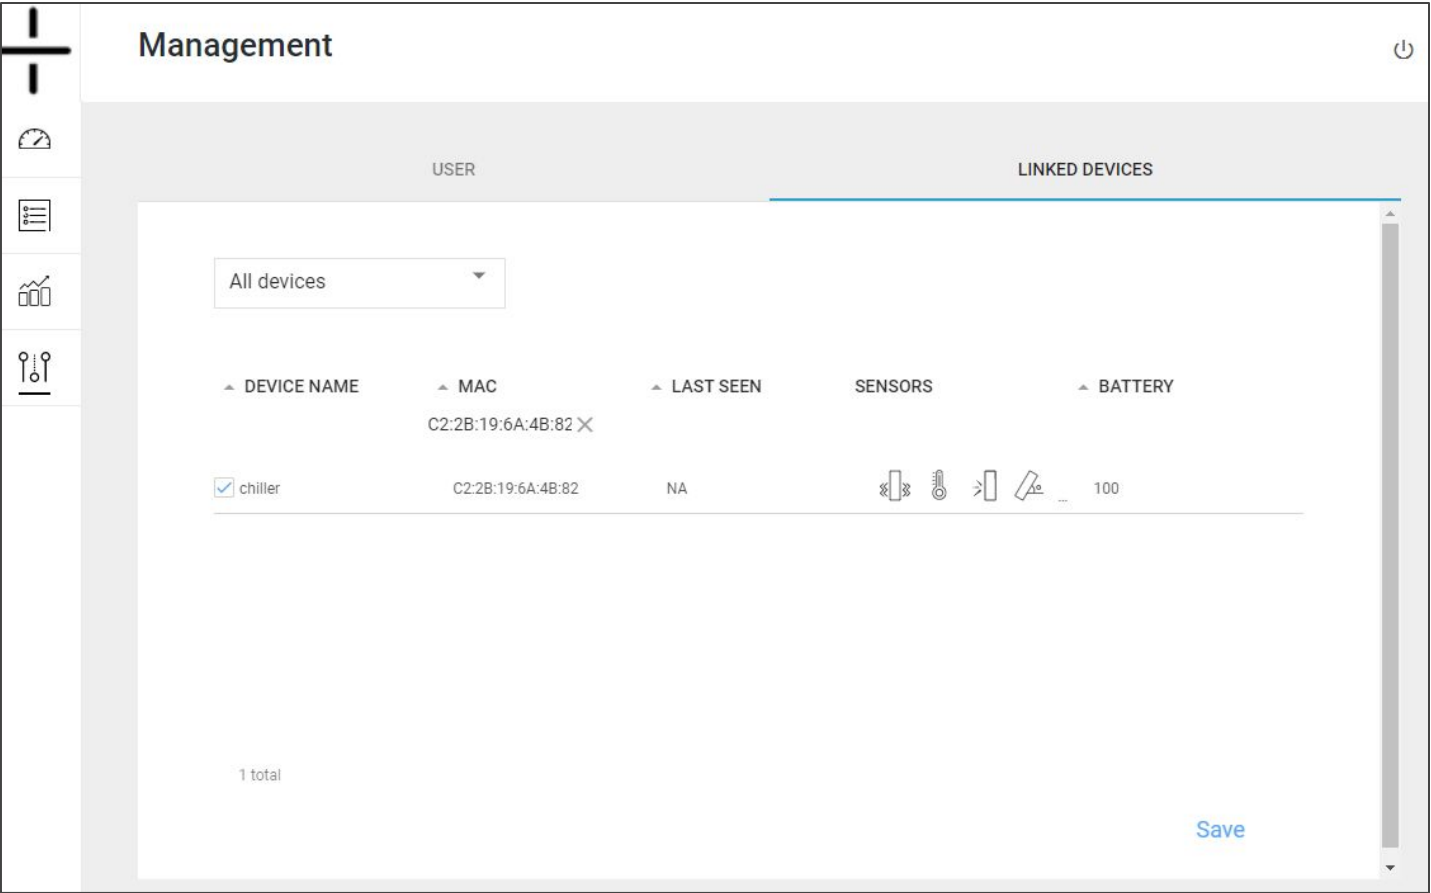 Management
USER
LINKED DEVICES
All devices
DEVICE NAME
MAC
LAST SEEN
SENSORS
BATTERY
C2:2B:19:6A:4B:82
chiller
C2:2B:19:6A:4B:82
NA
...
100
1 total
Save